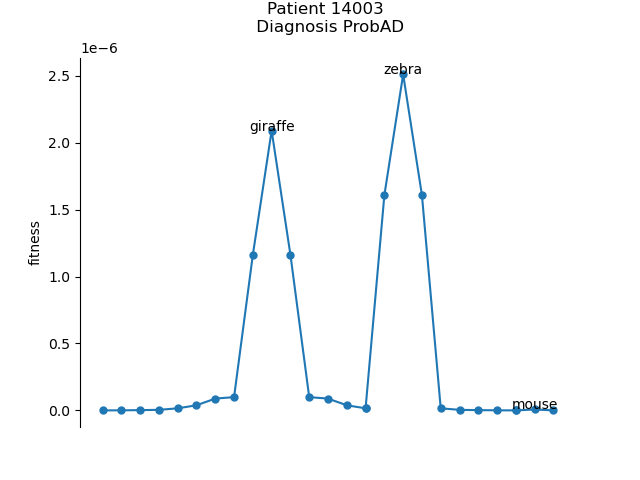 Patient 14003
Diagnosis ProbAD
1e−6
2.5
2.0
1.5
1.0
0.5
0.0
fitness
giraffe
zebra
mouse